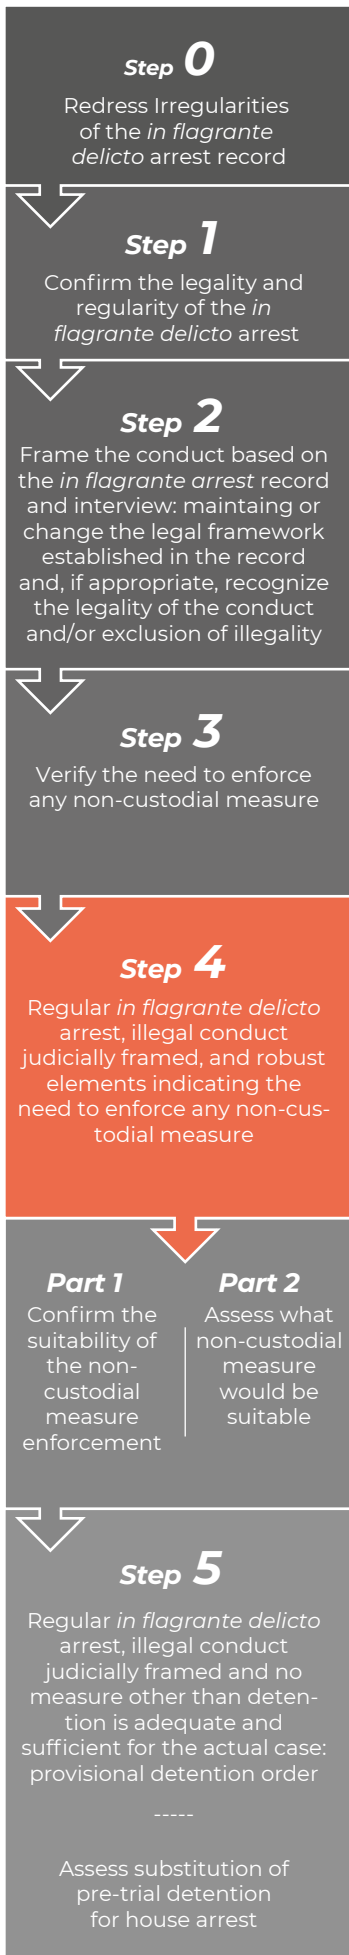 Step 0
Redress Irregularities
of the in flagrante
delicto arrest record
Step 1
Confirm the legality and
regularity of the in
flagrante delicto arrest
Step 2
Frame the conduct based on
the in flagrante arrest record
and interview: maintaing or
change the legal framework
established in the record
and, if appropriate, recognize
the legality of the conduct
and/or exclusion of illegality
Step 3
Verify the need to enforce
any non-custodial measure
Step 4
Regular in flagrante delicto
arrest, illegal conduct
judicially framed, and robust
elements indicating the
need to enforce any non-cus-
todial measure
Part 1
Confirm the
suitability of
the non-
custodial
measure
enforcement
Part 2
Assess what
non-custodial
measure
would be
suitable
Step 5
Regular in flagrante delicto
arrest, illegal conduct
judicially framed and no
measure other than deten-
tion is adequate and
sufficient for the actual case:
provisional detention order
-----
Assess substitution of
pre-trial detention
for house arrest